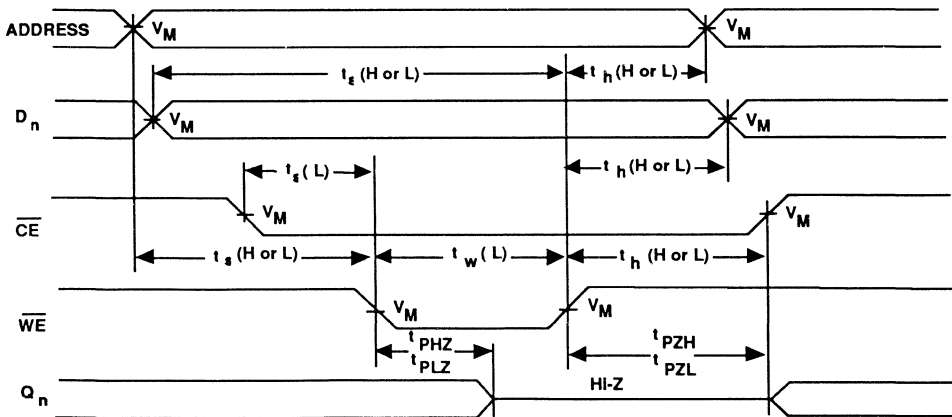 ADDRESS
V_M
V_M
t_s (H or L)
t_h (H or L)
D_n
V_M
V_M
t_s (L)
t_h (H or L)
CE
V_M
V_M
t_s (H or L)
t_w (L)
t_h (H or L)
WE
V_M
V_M
t_PHZ
t_PLZ
t_PZH
t_PZL
Q_n
HI-Z